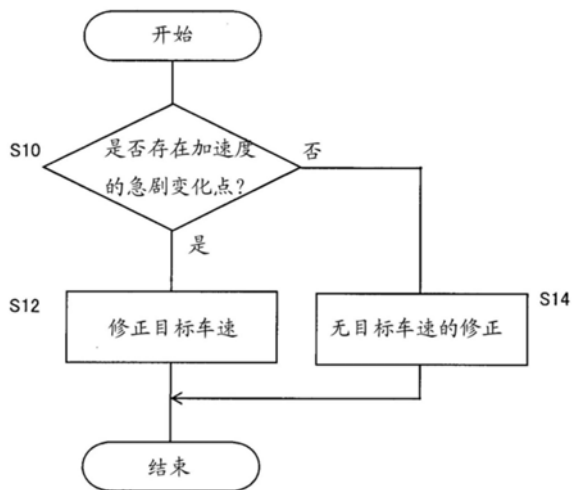 开始
S10
是否存在加速度
的急剧变化点?
否
是
S12
修正目标车速
S14
无目标车速的修正
结束